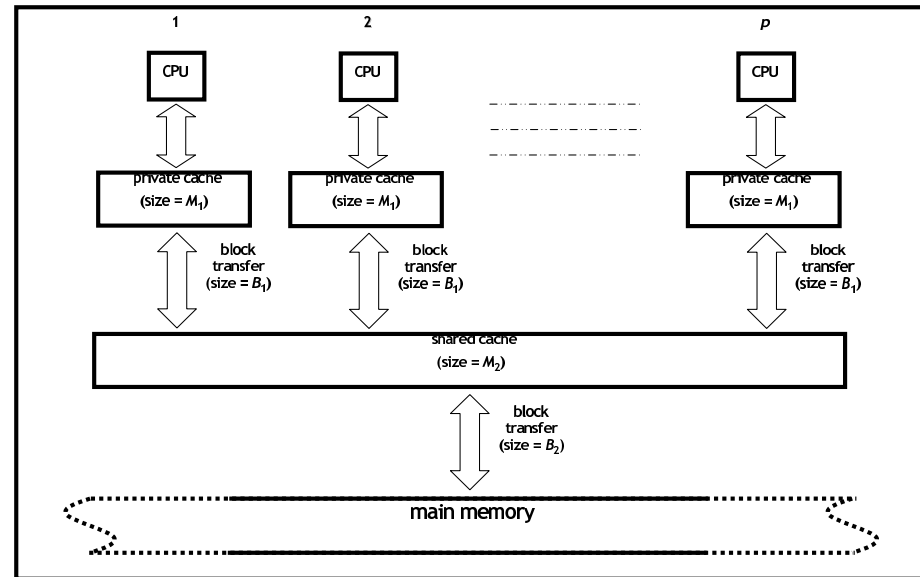 1 2 p
CPU CPU CPU
private cache private cache private cache
(size = M₁) (size = M₁) (size = M₁)
block block block
transfer transfer transfer
(size = B₁) (size = B₁) (size = B₁)
shared cache
(size = M₂)
block
transfer
(size = B₂)
main memory